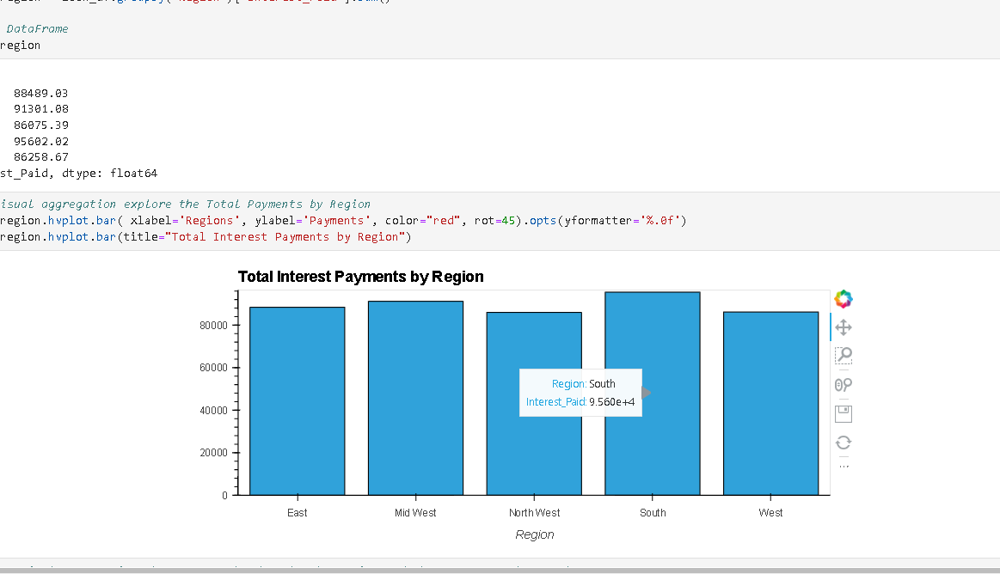 DataFrame
region
88489.03
91301.08
86075.39
95602.02
86258.67
st_Paid, dtype: float64
isual aggregation explore the Total Payments by Region
region.hvplot.bar( xlabel='Regions', ylabel='Payments', color="red", rot=45).opts(yformatter='%.0f')
region.hvplot.bar(title="Total Interest Payments by Region")
Total Interest Payments by Region
80000
60000
40000
20000
0
Region: South
Interest_Paid: 9.560e+4
East Mid West North West South West
Region